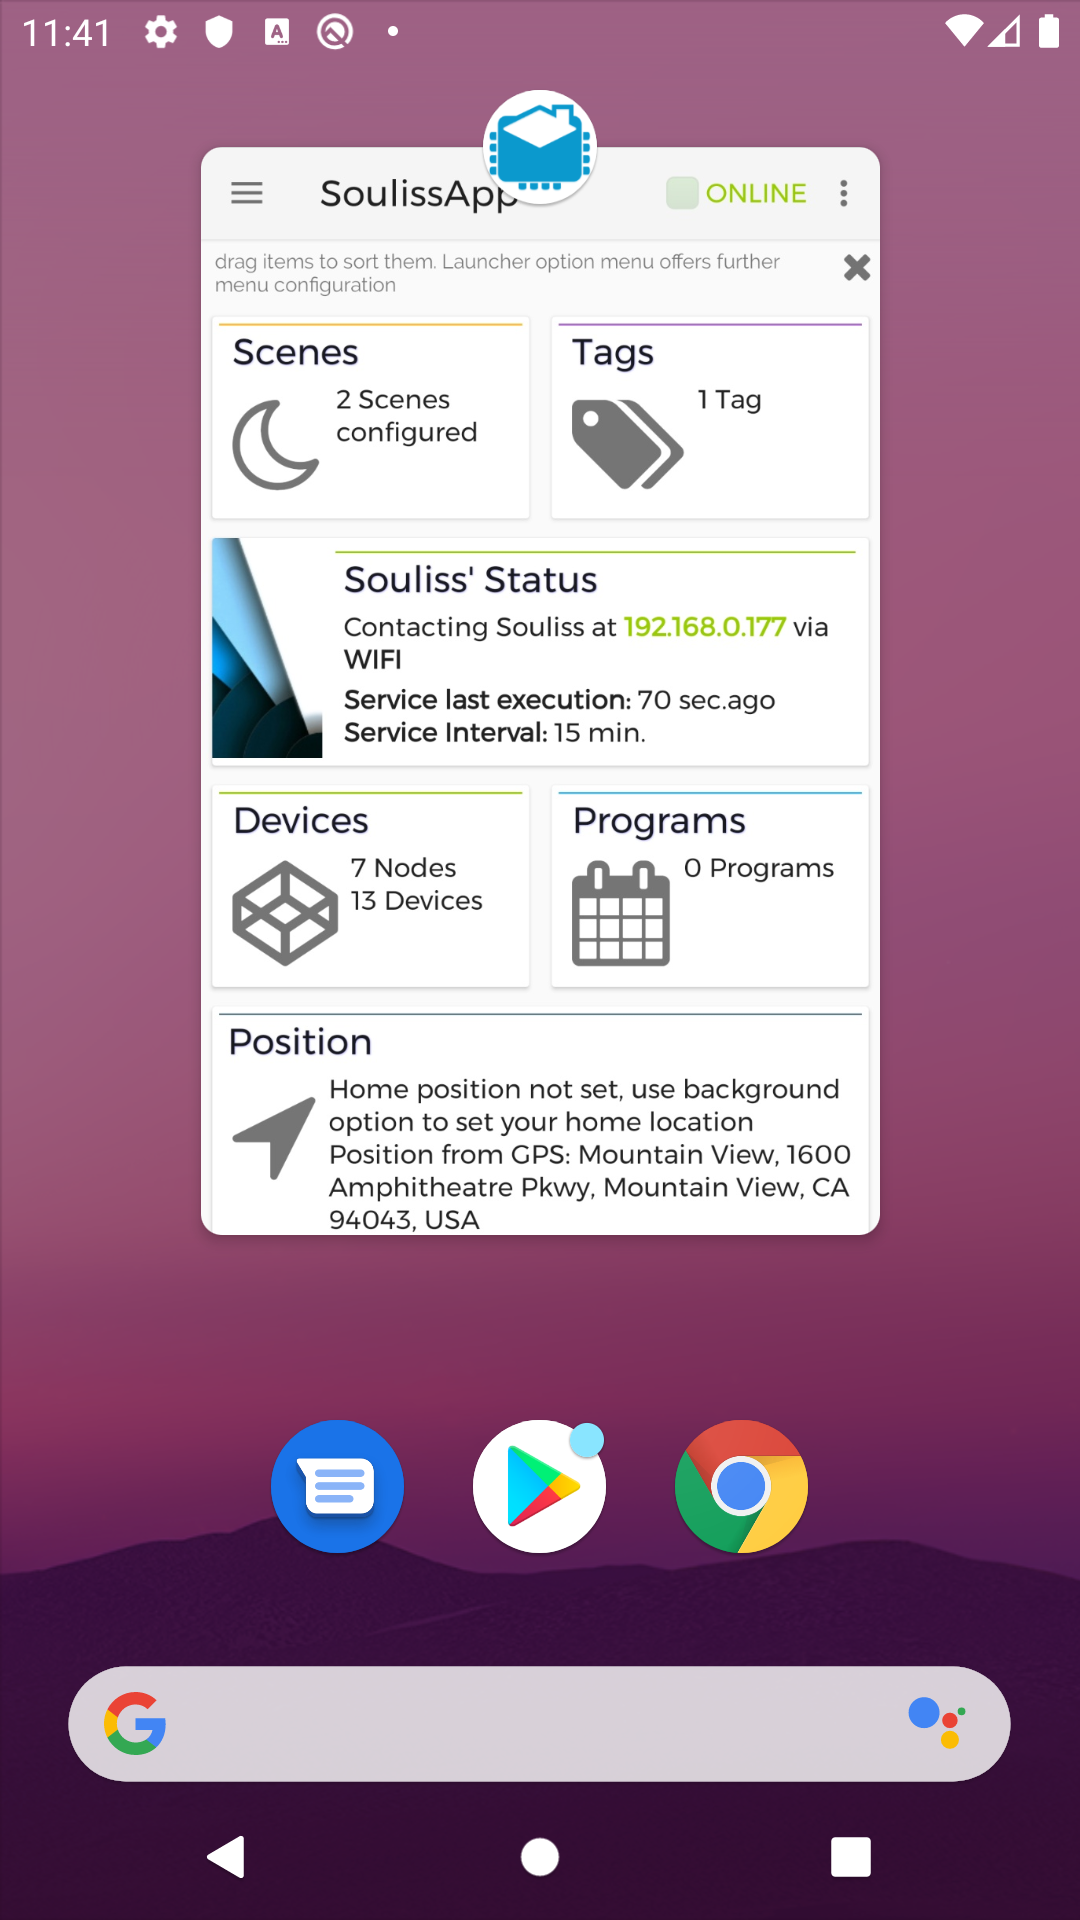 11:41
SoulissApp
ONLINE
drag items to sort them. Launcher option menu offers further
menu configuration
Scenes
2 Scenes
configured
Tags
1 Tag
Souliss' Status
Contacting Souliss at 192.168.0.177 via
WIFI
Service last execution: 70 sec.ago
Service Interval: 15 min.
Devices
7 Nodes
13 Devices
Programs
0 Programs
Position
Home position not set, use background
option to set your home location
Position from GPS: Mountain View, 1600
Amphitheatre Pkwy, Mountain View, CA
94043, USA